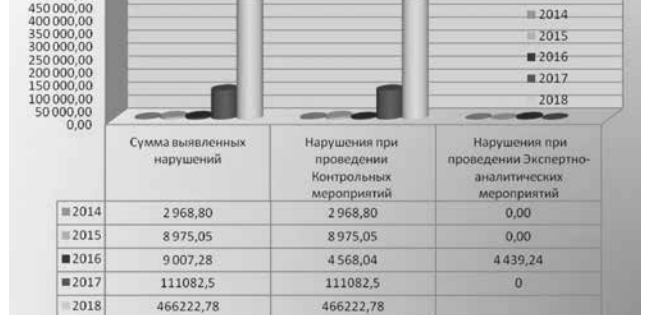 450 000,00
400 000,00
350 000,00
300 000,00
250 000,00
200 000,00
150 000,00
100 000,00
50 000,00
0,00
2014
2015
2016
2017
2018
Сумма выявленных нарушений
Нарушения при проведении Контрольных мероприятий
Нарушения при проведении Экспертно-аналитических мероприятий
2014 2 968,80 2 968,80 0,00
2015 8 975,05 8 975,05 0,00
2016 9 007,28 4 568,04 4 439,24
2017 111082,5 111082,5 0
2018 466222,78 466222,78